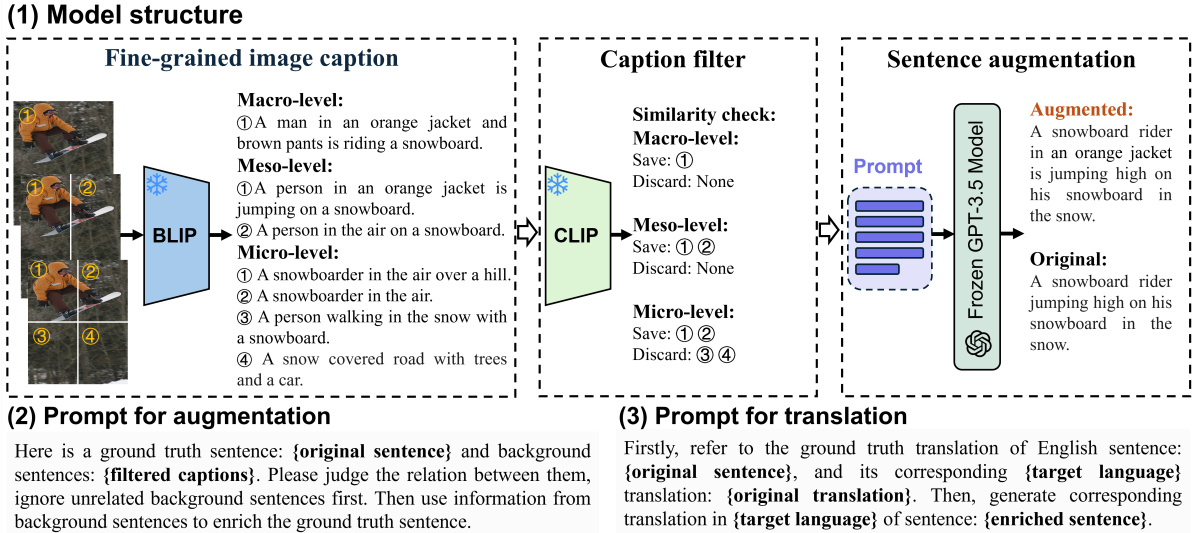 (1) Model structure
Fine-grained image caption
①
①
②
①
②
③
④
BLIP
Macro-level:
①A man in an orange jacket and
brown pants is riding a snowboard.
Meso-level:
①A person in an orange jacket is
jumping on a snowboard.
② A person in the air on a snowboard.
Micro-level:
① A snowboarder in the air over a hill.
② A snowboarder in the air.
③ A person walking in the snow with
a snowboard.
④ A snow covered road with trees
and a car.
Caption filter
CLIP
Similarity check:
Macro-level:
Save: ①
Discard: None
Meso-level:
Save: ① ②
Discard: None
Micro-level:
Save: ① ②
Discard: ③ ④
Sentence augmentation
Prompt
Frozen GPT-3.5 Model
Augmented:
A snowboard rider
in an orange jacket
is jumping high on
his snowboard in
the snow.
Original:
A snowboard rider
jumping high on his
snowboard in the
snow.
(2) Prompt for augmentation
Here is a ground truth sentence: {original sentence} and background
sentences: {filtered captions}. Please judge the relation between them,
ignore unrelated background sentences first. Then use information from
background sentences to enrich the ground truth sentence.
(3) Prompt for translation
Firstly, refer to the ground truth translation of English sentence:
{original sentence}, and its corresponding {target language}
translation: {original translation}. Then, generate corresponding
translation in {target language} of sentence: {enriched sentence}.